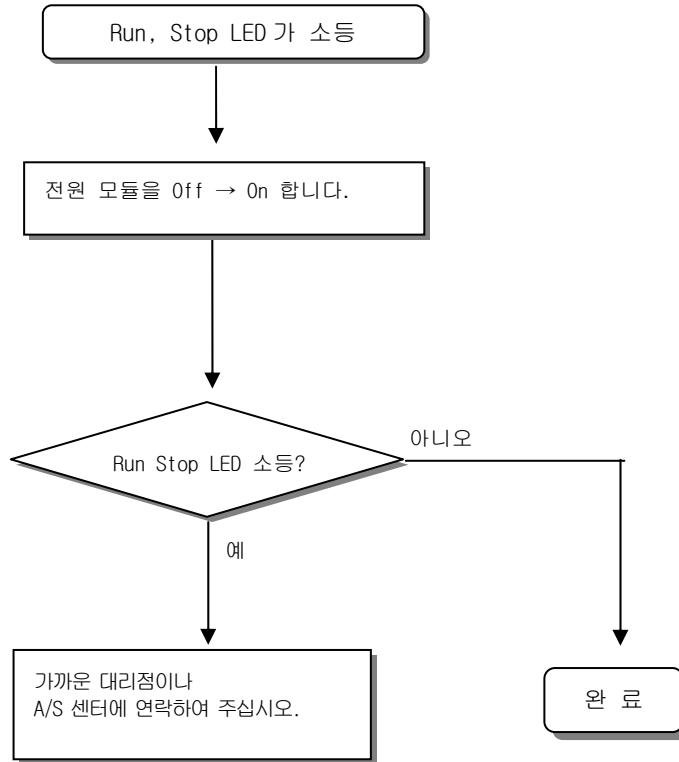 Run, Stop LED 가 소등
전원 모듈을 Off → On 합니다.
Run Stop LED 소등?
아니오
예
가까운 대리점이나
A/S 센터에 연락하여 주십시오.
완 료